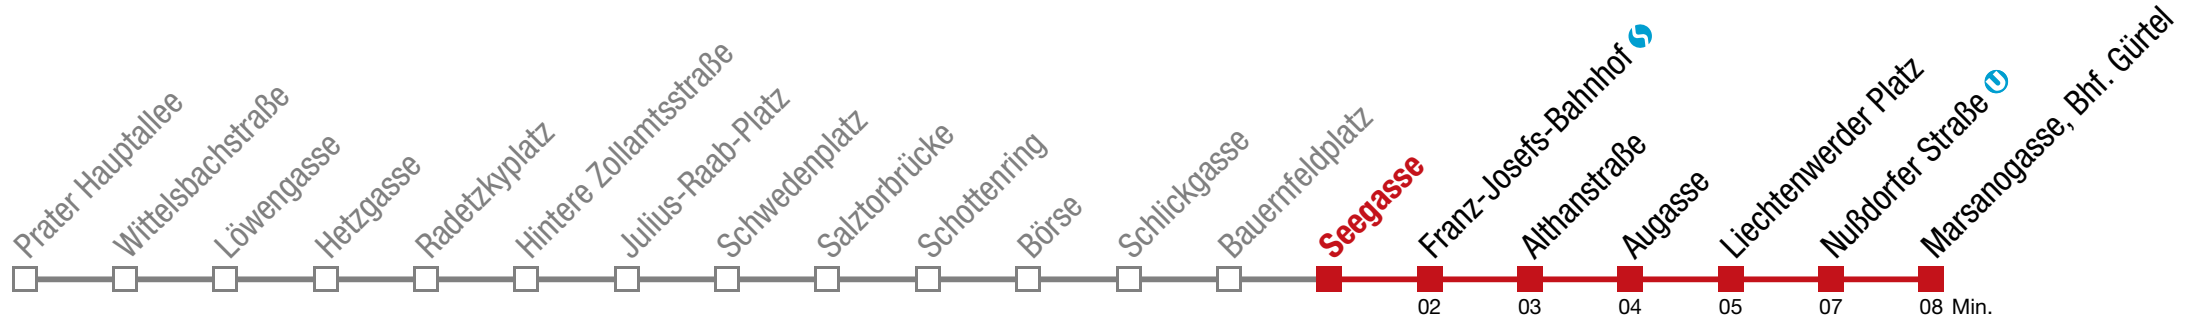 Prater Hauptallee
Wittelsbachstraße
Löwengasse
Hetzgasse
Radetzkyplatz
Hintere Zollamtsstraße
Julius-Raab-Platz
Schwedenplatz
Salztorbrücke
Schottenring
Börse
Schlickgasse
Bauernfeldplatz
Seegasse
Franz-Josefs-Bahnhof S
Althanstraße
Augasse
Liechtenwerder Platz
Nußdorfer Straße U
Marsanogasse, Bhf. Gürtel
02 03 04 05 07 08 Min.